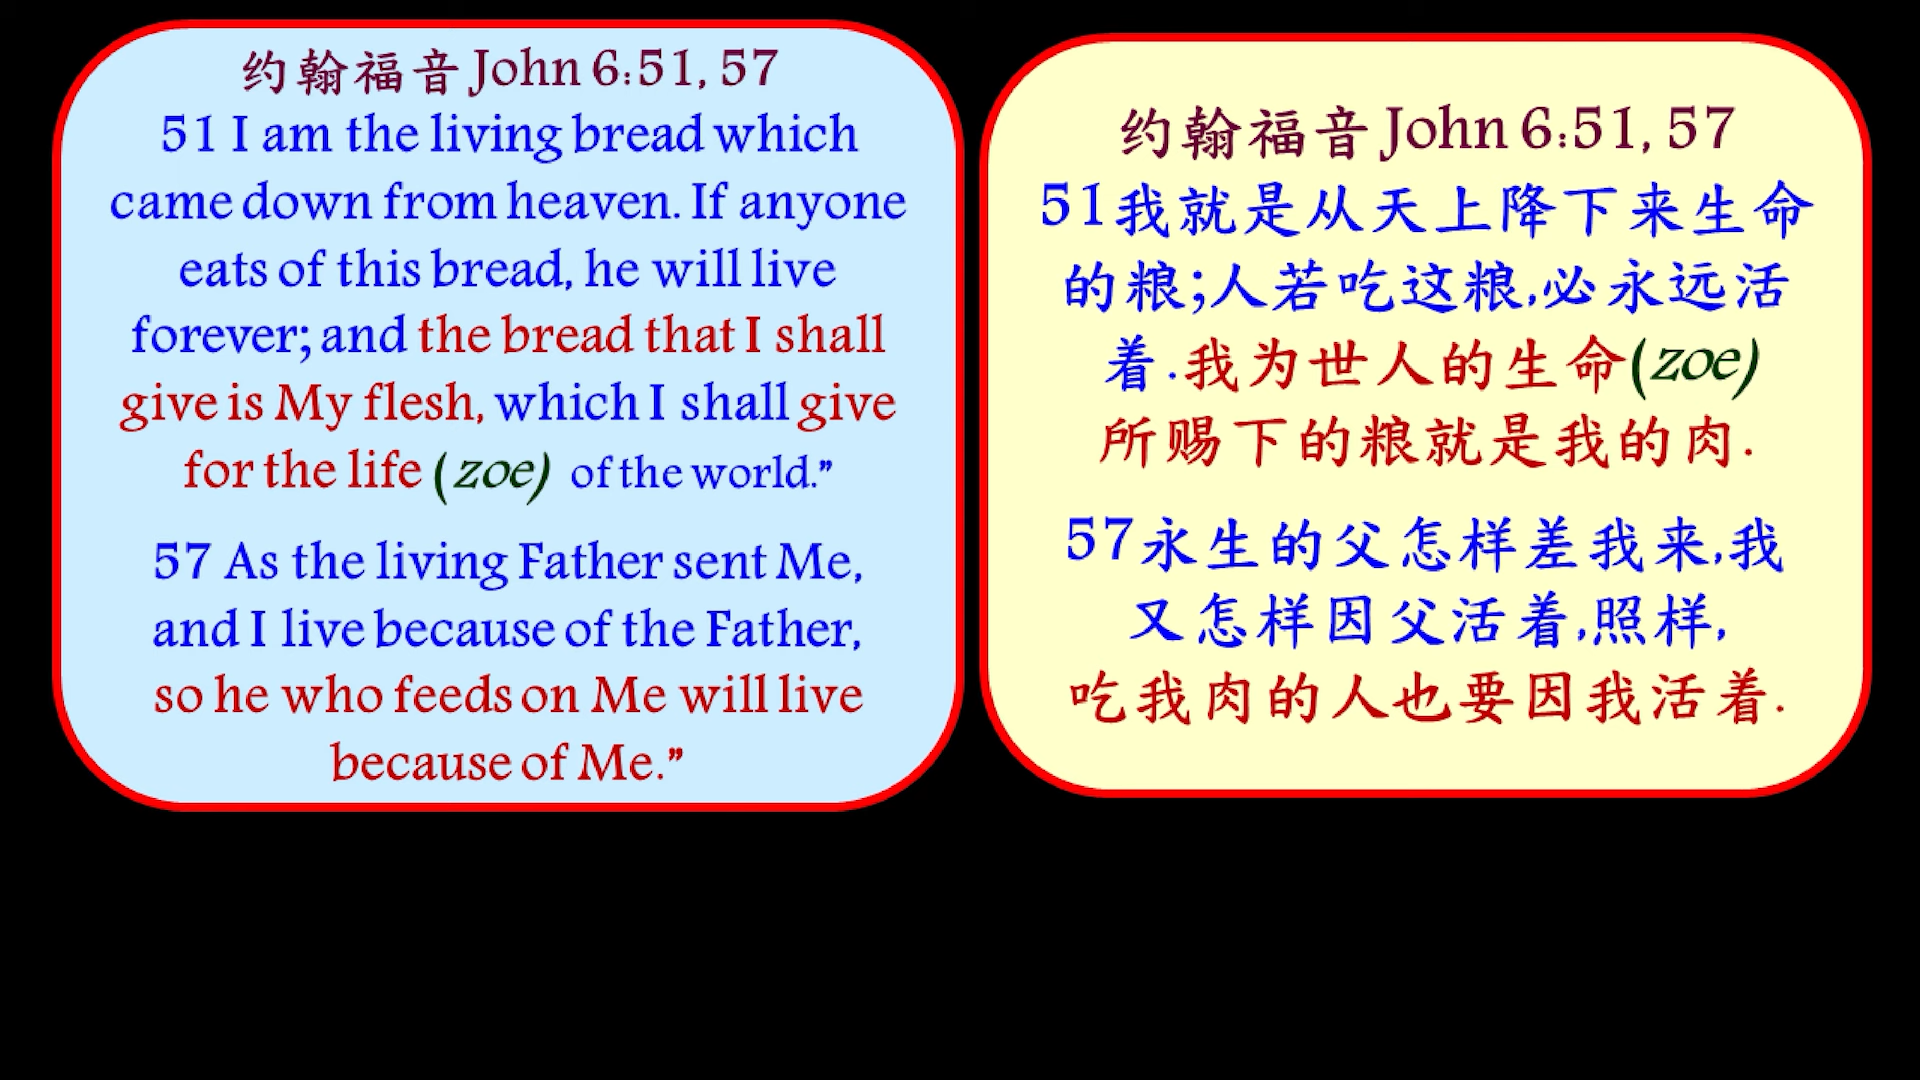 约翰福音 John 6:51, 57
51 I am the living bread which
came down from heaven. If anyone
eats of this bread, he will live
forever; and the bread that I shall
give is My flesh, which I shall give
for the life (zoe) of the world.”
57 As the living Father sent Me,
and I live because of the Father,
so he who feeds on Me will live
because of Me.”
约翰福音 John 6:51, 57
51我就是从天上降下来生命
的粮;人若吃这粮,必永远活
着.我为世人的生命(zoe)
所赐下的粮就是我的肉.
57永生的父怎样差我来,我
又怎样因父活着,照样,
吃我肉的人也要因我活着.